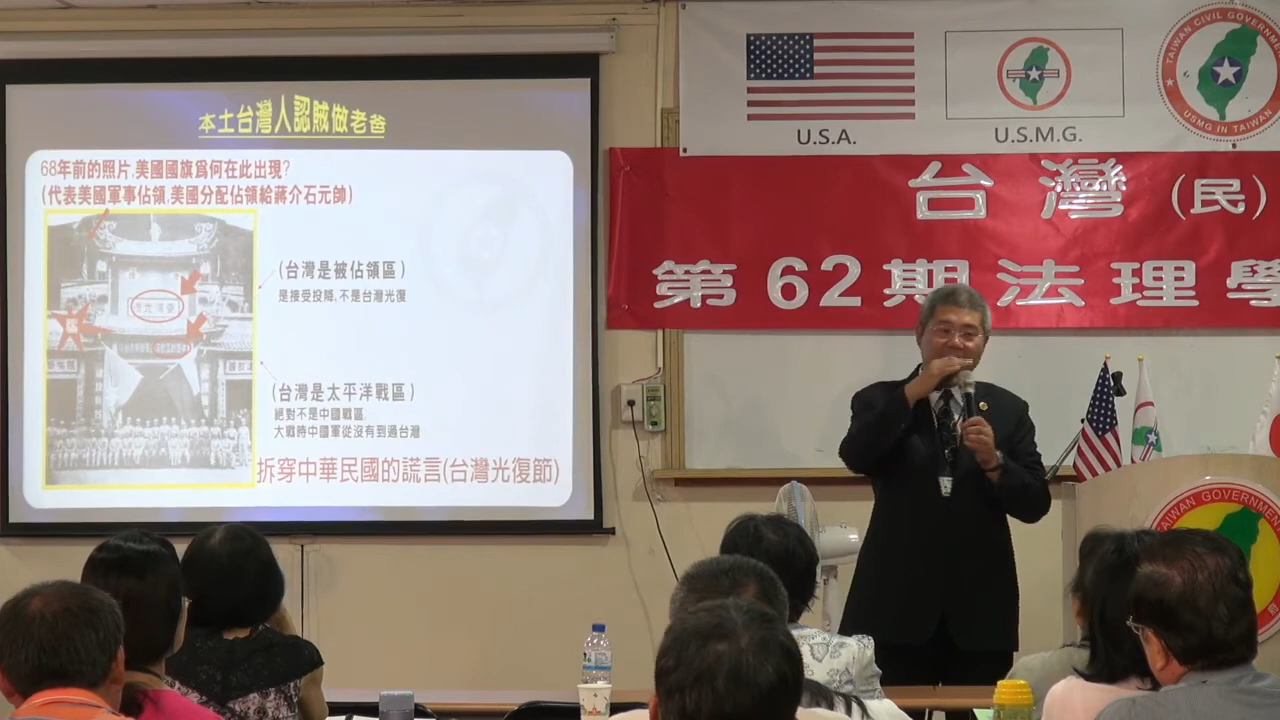 本土台灣人認賊做老爸
68年前的照片,美國國旗爲何在此出現?
(代表美國軍事佔領,美國分配佔領給蔣介石元帥)
(台灣是被佔領區)
是接受投降,不是台灣光復
(台灣是太平洋戰區)
絕對不是中國戰區,
大戰時中國軍從沒有到過台灣
拆穿中華民國的謊言(台灣光復節)
U.S.A.
U.S.M.G.
TAIWAN CIVIL GOVERNMENT
USMG IN TAIWAN
台灣(民)
第62期法理學
TAIWAN GOVERNMENT